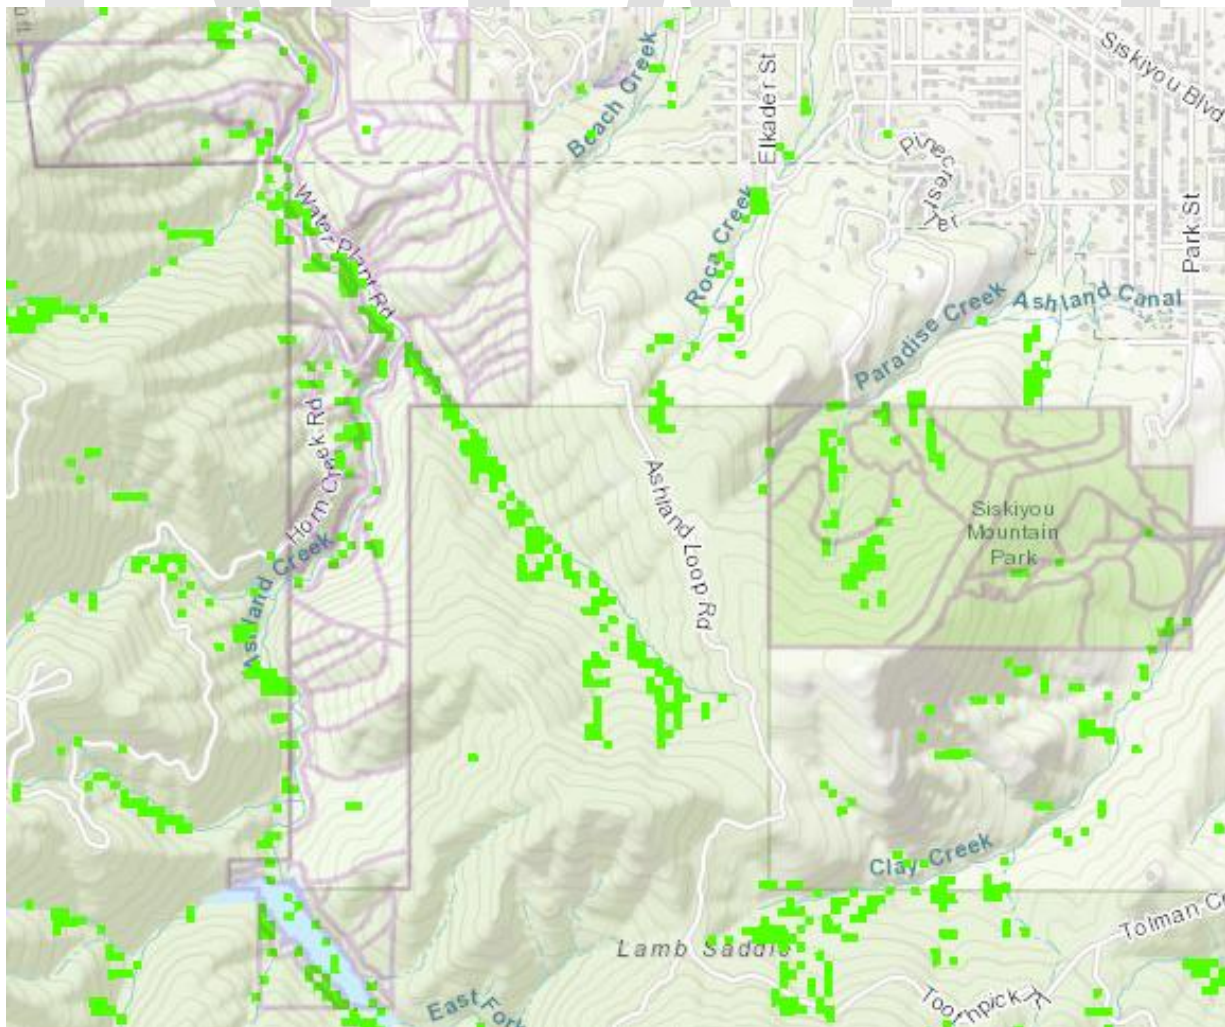 Siskiyou Blvd
Beach Creek
Elkader St
Pinecrest Ter
Water Plant Rd
Roca Creek
Park St
Paradise Creek
Ashland Canal
Horn Creek Rd
Ashland Loop Rd
Siskiyou
Mountain
Park
Ashland Creek
Clay Creek
Lamb Saddle
Tolman Cr
Toothpick
East Fork